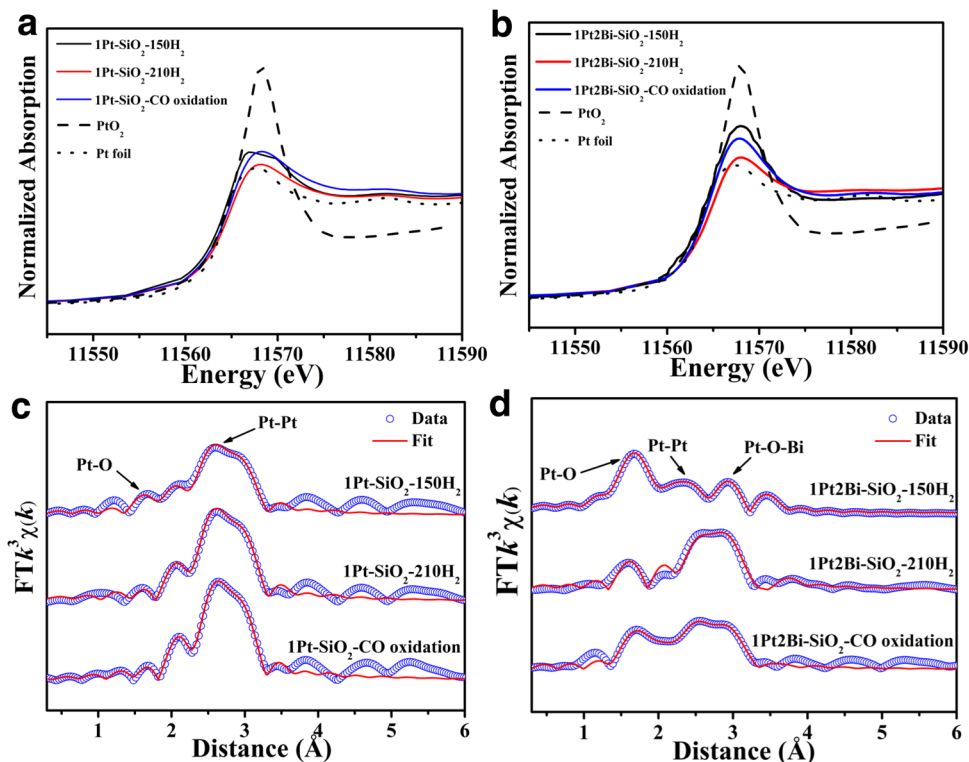 a
1Pt-SiO₂-150H₂
1Pt-SiO₂-210H₂
1Pt-SiO₂-CO oxidation
PtO₂
Pt foil
Normalized Absorption
11550 11560 11570 11580 11590
Energy (eV)
b
1Pt2Bi-SiO₂-150H₂
1Pt2Bi-SiO₂-210H₂
1Pt2Bi-SiO₂-CO oxidation
PtO₂
Pt foil
Normalized Absorption
11550 11560 11570 11580 11590
Energy (eV)
c
Data
Fit
Pt-Pt
Pt-O
1Pt-SiO₂-150H₂
1Pt-SiO₂-210H₂
1Pt-SiO₂-CO oxidation
FTk³χ(k)
1 2 3 4 5 6
Distance (Å)
d
Data
Fit
Pt-Pt
Pt-O-Bi
Pt-O
1Pt2Bi-SiO₂-150H₂
1Pt2Bi-SiO₂-210H₂
1Pt2Bi-SiO₂-CO oxidation
FTk³χ(k)
1 2 3 4 5 6
Distance (Å)